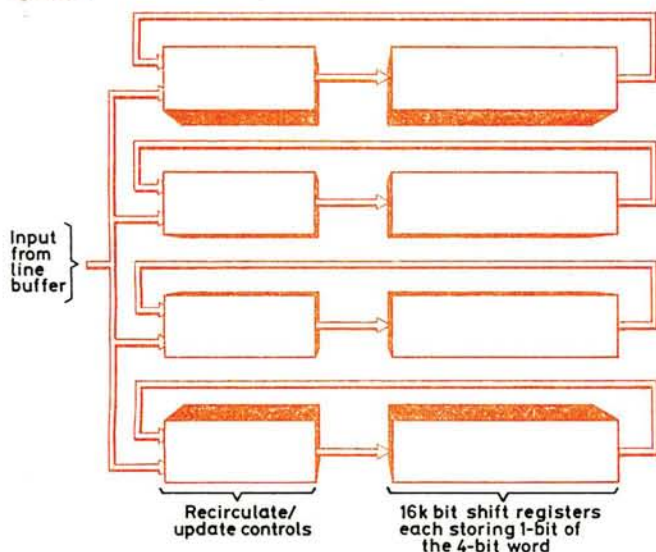 Input
from
line
buffer
Recirculate/
update controls
16k bit shift registers
each storing 1-bit of
the 4-bit word